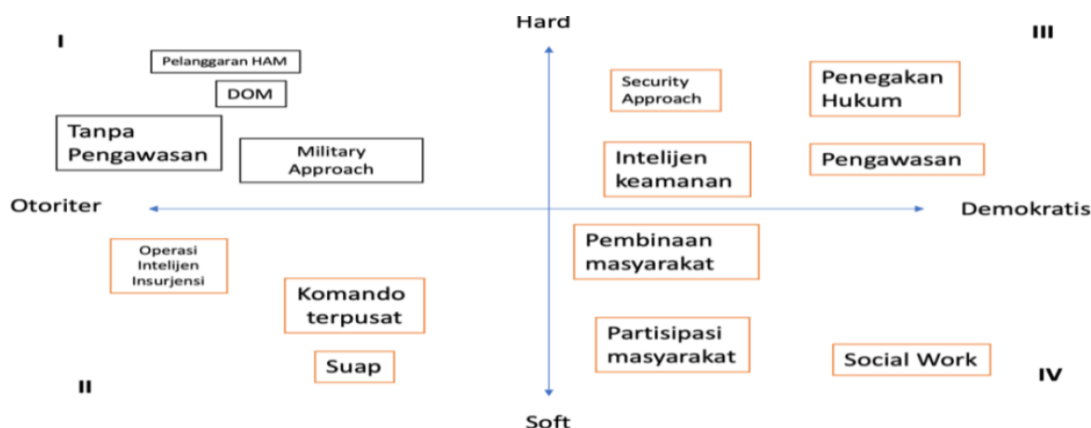 Hard
I
III
Pelanggaran HAM
DOM
Tanpa
Pengawasan
Military
Approach
Security
Approach
Penegakan
Hukum
Intelijen
keamanan
Pengawasan
Otoriter
Demokratis
Operasi
Intelijen
Insurjensi
Komando
terpusat
Suap
Pembinaan
masyarakat
Partisipasi
masyarakat
Social Work
II
IV
Soft